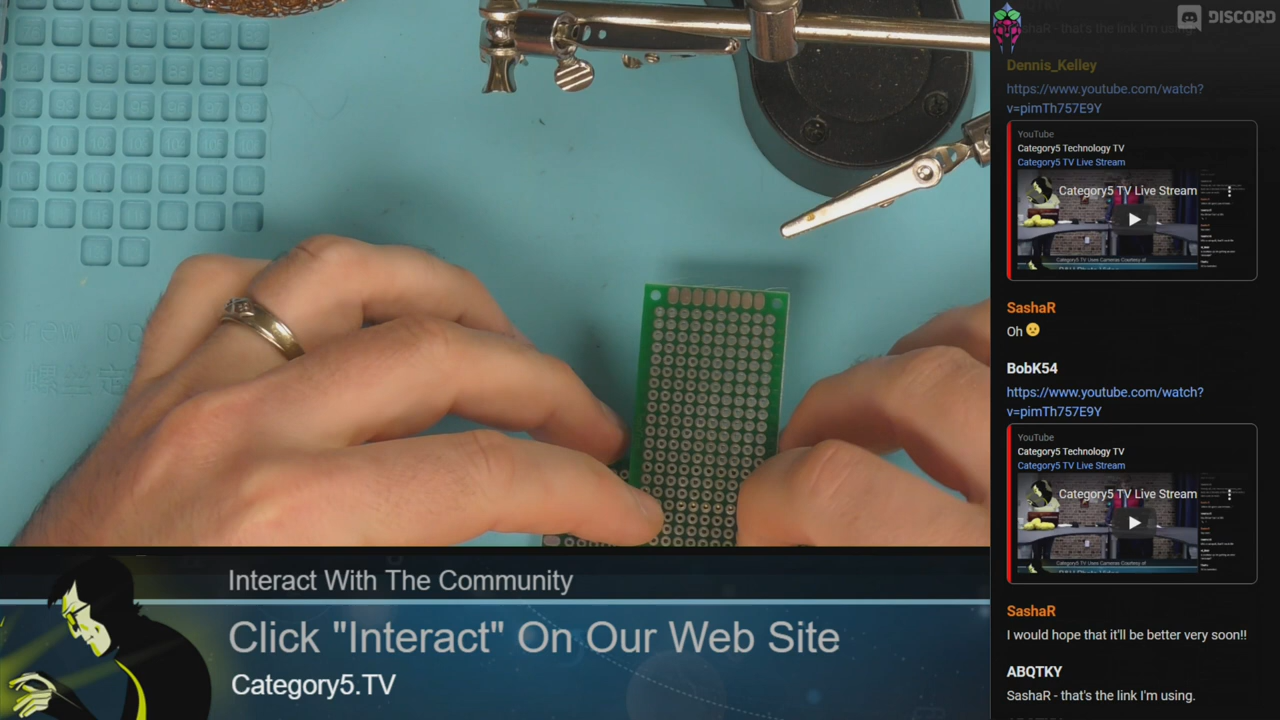 DISCORD
SashaR - that's the link I'm using.
Dennis_Kelley
https://www.youtube.com/watch?
v=pimTh757E9Y
YouTube
Category5 Technology TV
Category5 TV Live Stream
Category5 TV Live Stream
SashaR
Oh
BobK54
https://www.youtube.com/watch?
v=pimTh757E9Y
YouTube
Category5 Technology TV
Category5 TV Live Stream
Category5 TV Live Stream
SashaR
I would hope that it'll be better very soon!!
ABQTKY
SashaR - that's the link I'm using.
Interact With The Community
Click "Interact" On Our Web Site
Category5.TV